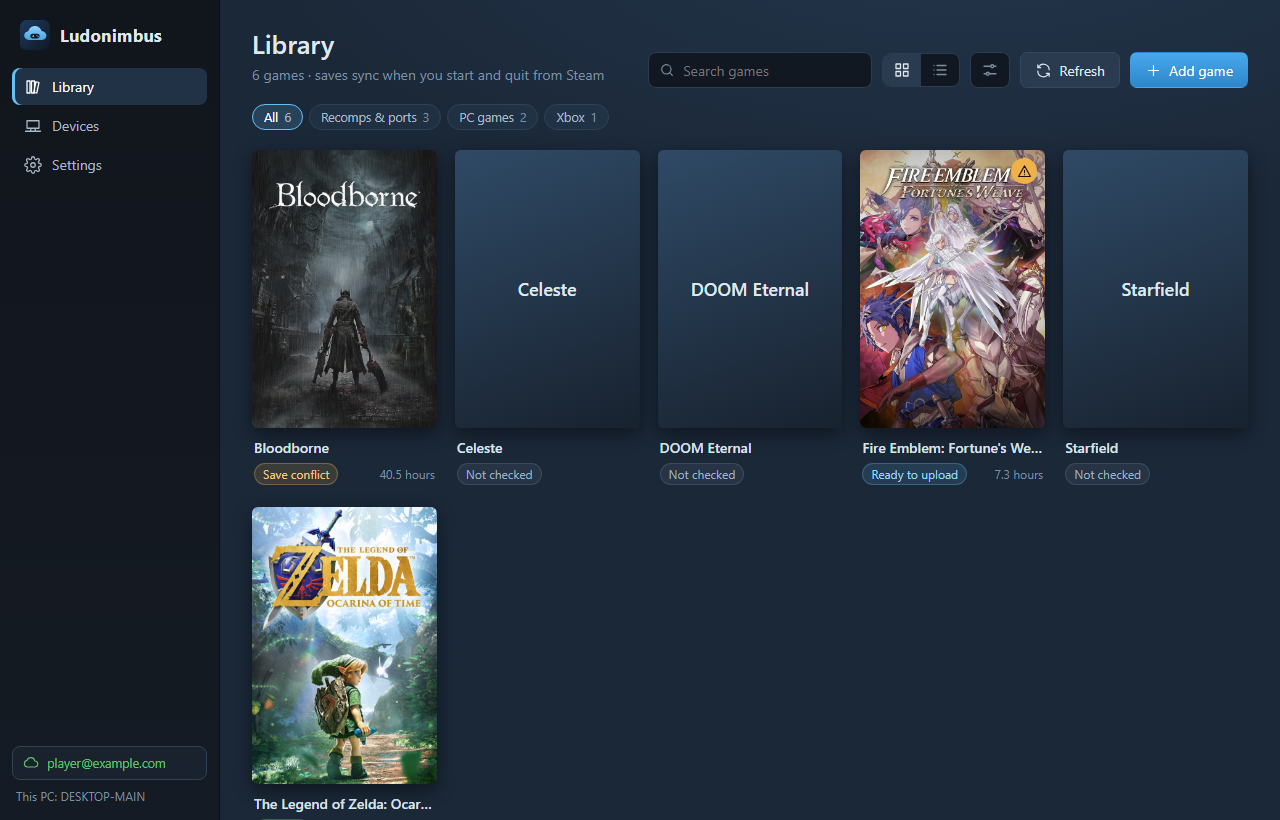 Ludonimbus
Library
Devices
Settings
player@example.com
This PC: DESKTOP-MAIN
Library
6 games · saves sync when you start and quit from Steam
Search games
Refresh
+ Add game
All 6
Recomps & ports 3
PC games 2
Xbox 1
Bloodborne
Celeste
DOOM Eternal
FIRE EMBLEM
FORTUNE'S WEAVE
Starfield
Bloodborne
Save conflict
40.5 hours
Celeste
Not checked
DOOM Eternal
Not checked
Fire Emblem: Fortune's We...
Ready to upload
7.3 hours
Starfield
Not checked
THE LEGEND OF
ZELDA™
OCARINA OF TIME
The Legend of Zelda: Ocar...